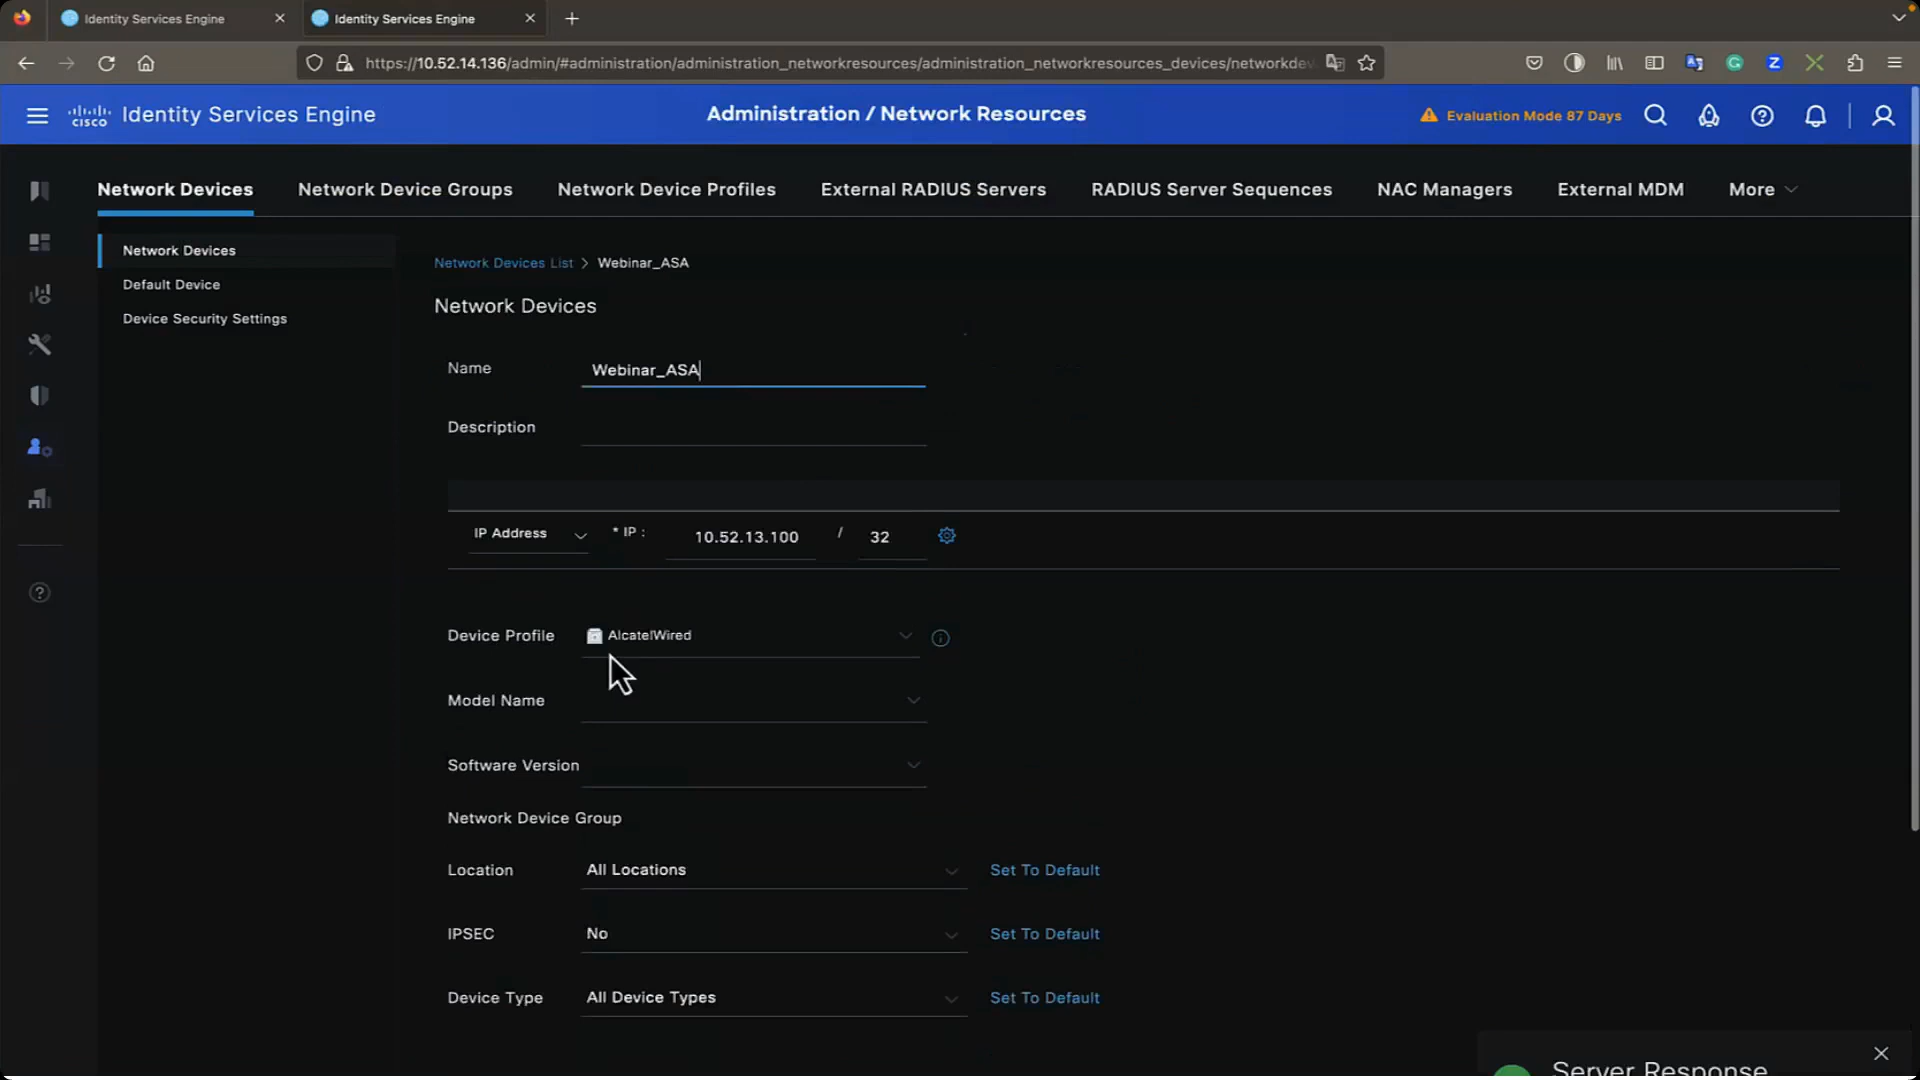 Identity Services Engine
Identity Services Engine
https://10.52.14.136/admin/#administration/administration_networkresources/administration_networkresources_devices/networkdev
CISCO Identity Services Engine
Administration / Network Resources
Evaluation Mode 87 Days
Network Devices
Network Device Groups
Network Device Profiles
External RADIUS Servers
RADIUS Server Sequences
NAC Managers
External MDM
More
Network Devices
Default Device
Device Security Settings
Network Devices List > Webinar_ASA
Network Devices
Name Webinar_ASA
Description
IP Address * IP : 10.52.13.100 / 32
Device Profile AlcatelWired
Model Name
Software Version
Network Device Group
Location All Locations Set To Default
IPSEC No Set To Default
Device Type All Device Types Set To Default
Server Response